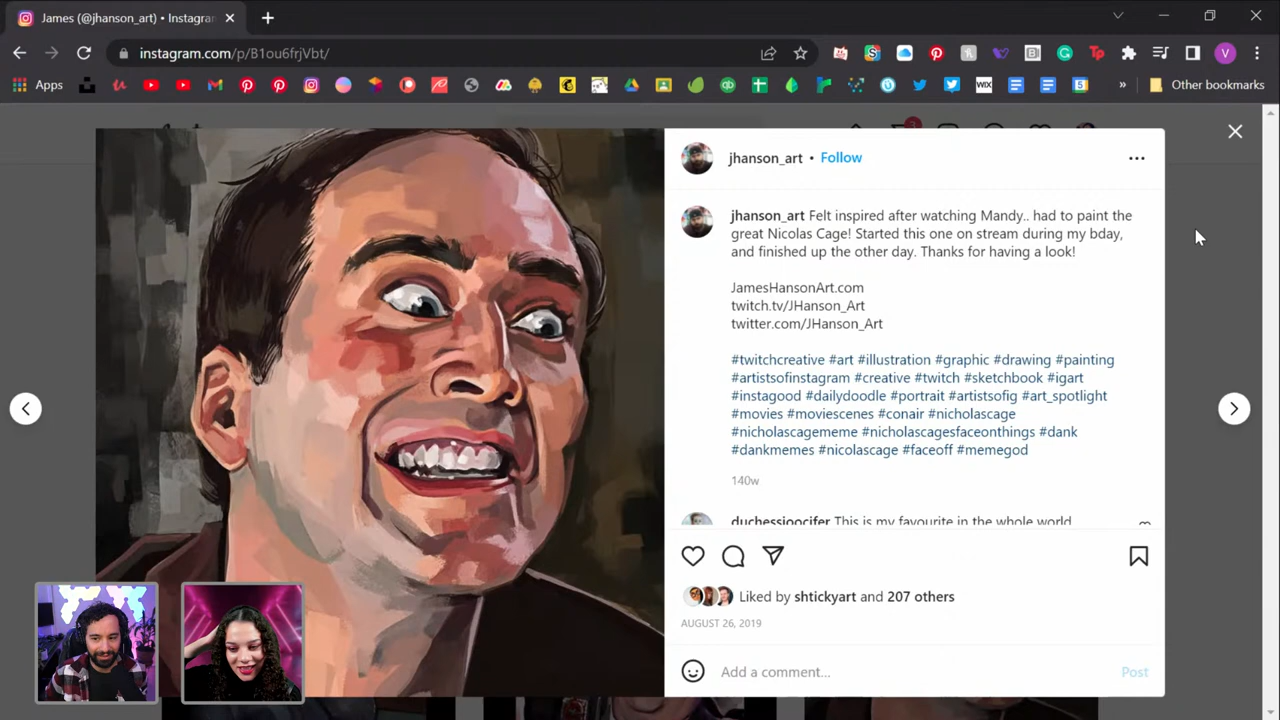 James (@jhanson_art) • Instagra
instagram.com/p/B1ou6frjVbt/
V
Apps
WIX
5
»
Other bookmarks
3
jhanson_art • Follow
jhanson_art Felt inspired after watching Mandy.. had to paint the
great Nicolas Cage! Started this one on stream during my bday,
and finished up the other day. Thanks for having a look!
JamesHansonArt.com
twitch.tv/JHanson_Art
twitter.com/JHanson_Art
#twitchcreative #art #illustration #graphic #drawing #painting
#artistsofinstagram #creative #twitch #sketchbook #igart
#instagood #dailydoodle #portrait #artistsofig #art_spotlight
#movies #moviescenes #conair #nicholascage
#nicholascagememe #nicholascagesfaceonthings #dank
#dankmemes #nicolascage #faceoff #memegod
140w
duchessjoocifer This is my favourite in the whole world
Liked by shtickyart and 207 others
AUGUST 26, 2019
Add a comment...
Post